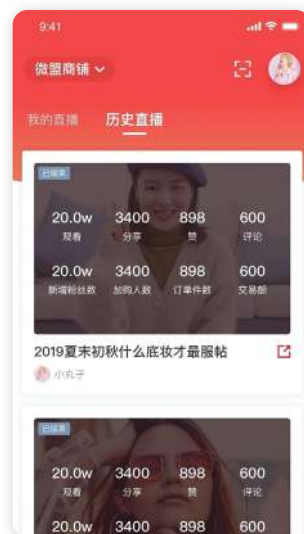 9:41
微盟商铺
我的直播 历史直播
已结束
20.0w 3400 898 600
观看 分享 赞 评论
20.0w 3400 898 600
新增粉丝数 加购人数 订单件数 交易额
2019夏末初秋什么底妆才最服帖
小丸子
已结束
20.0w 3400 898 600
观看 分享 赞 评论
20.0w 3400 898 600